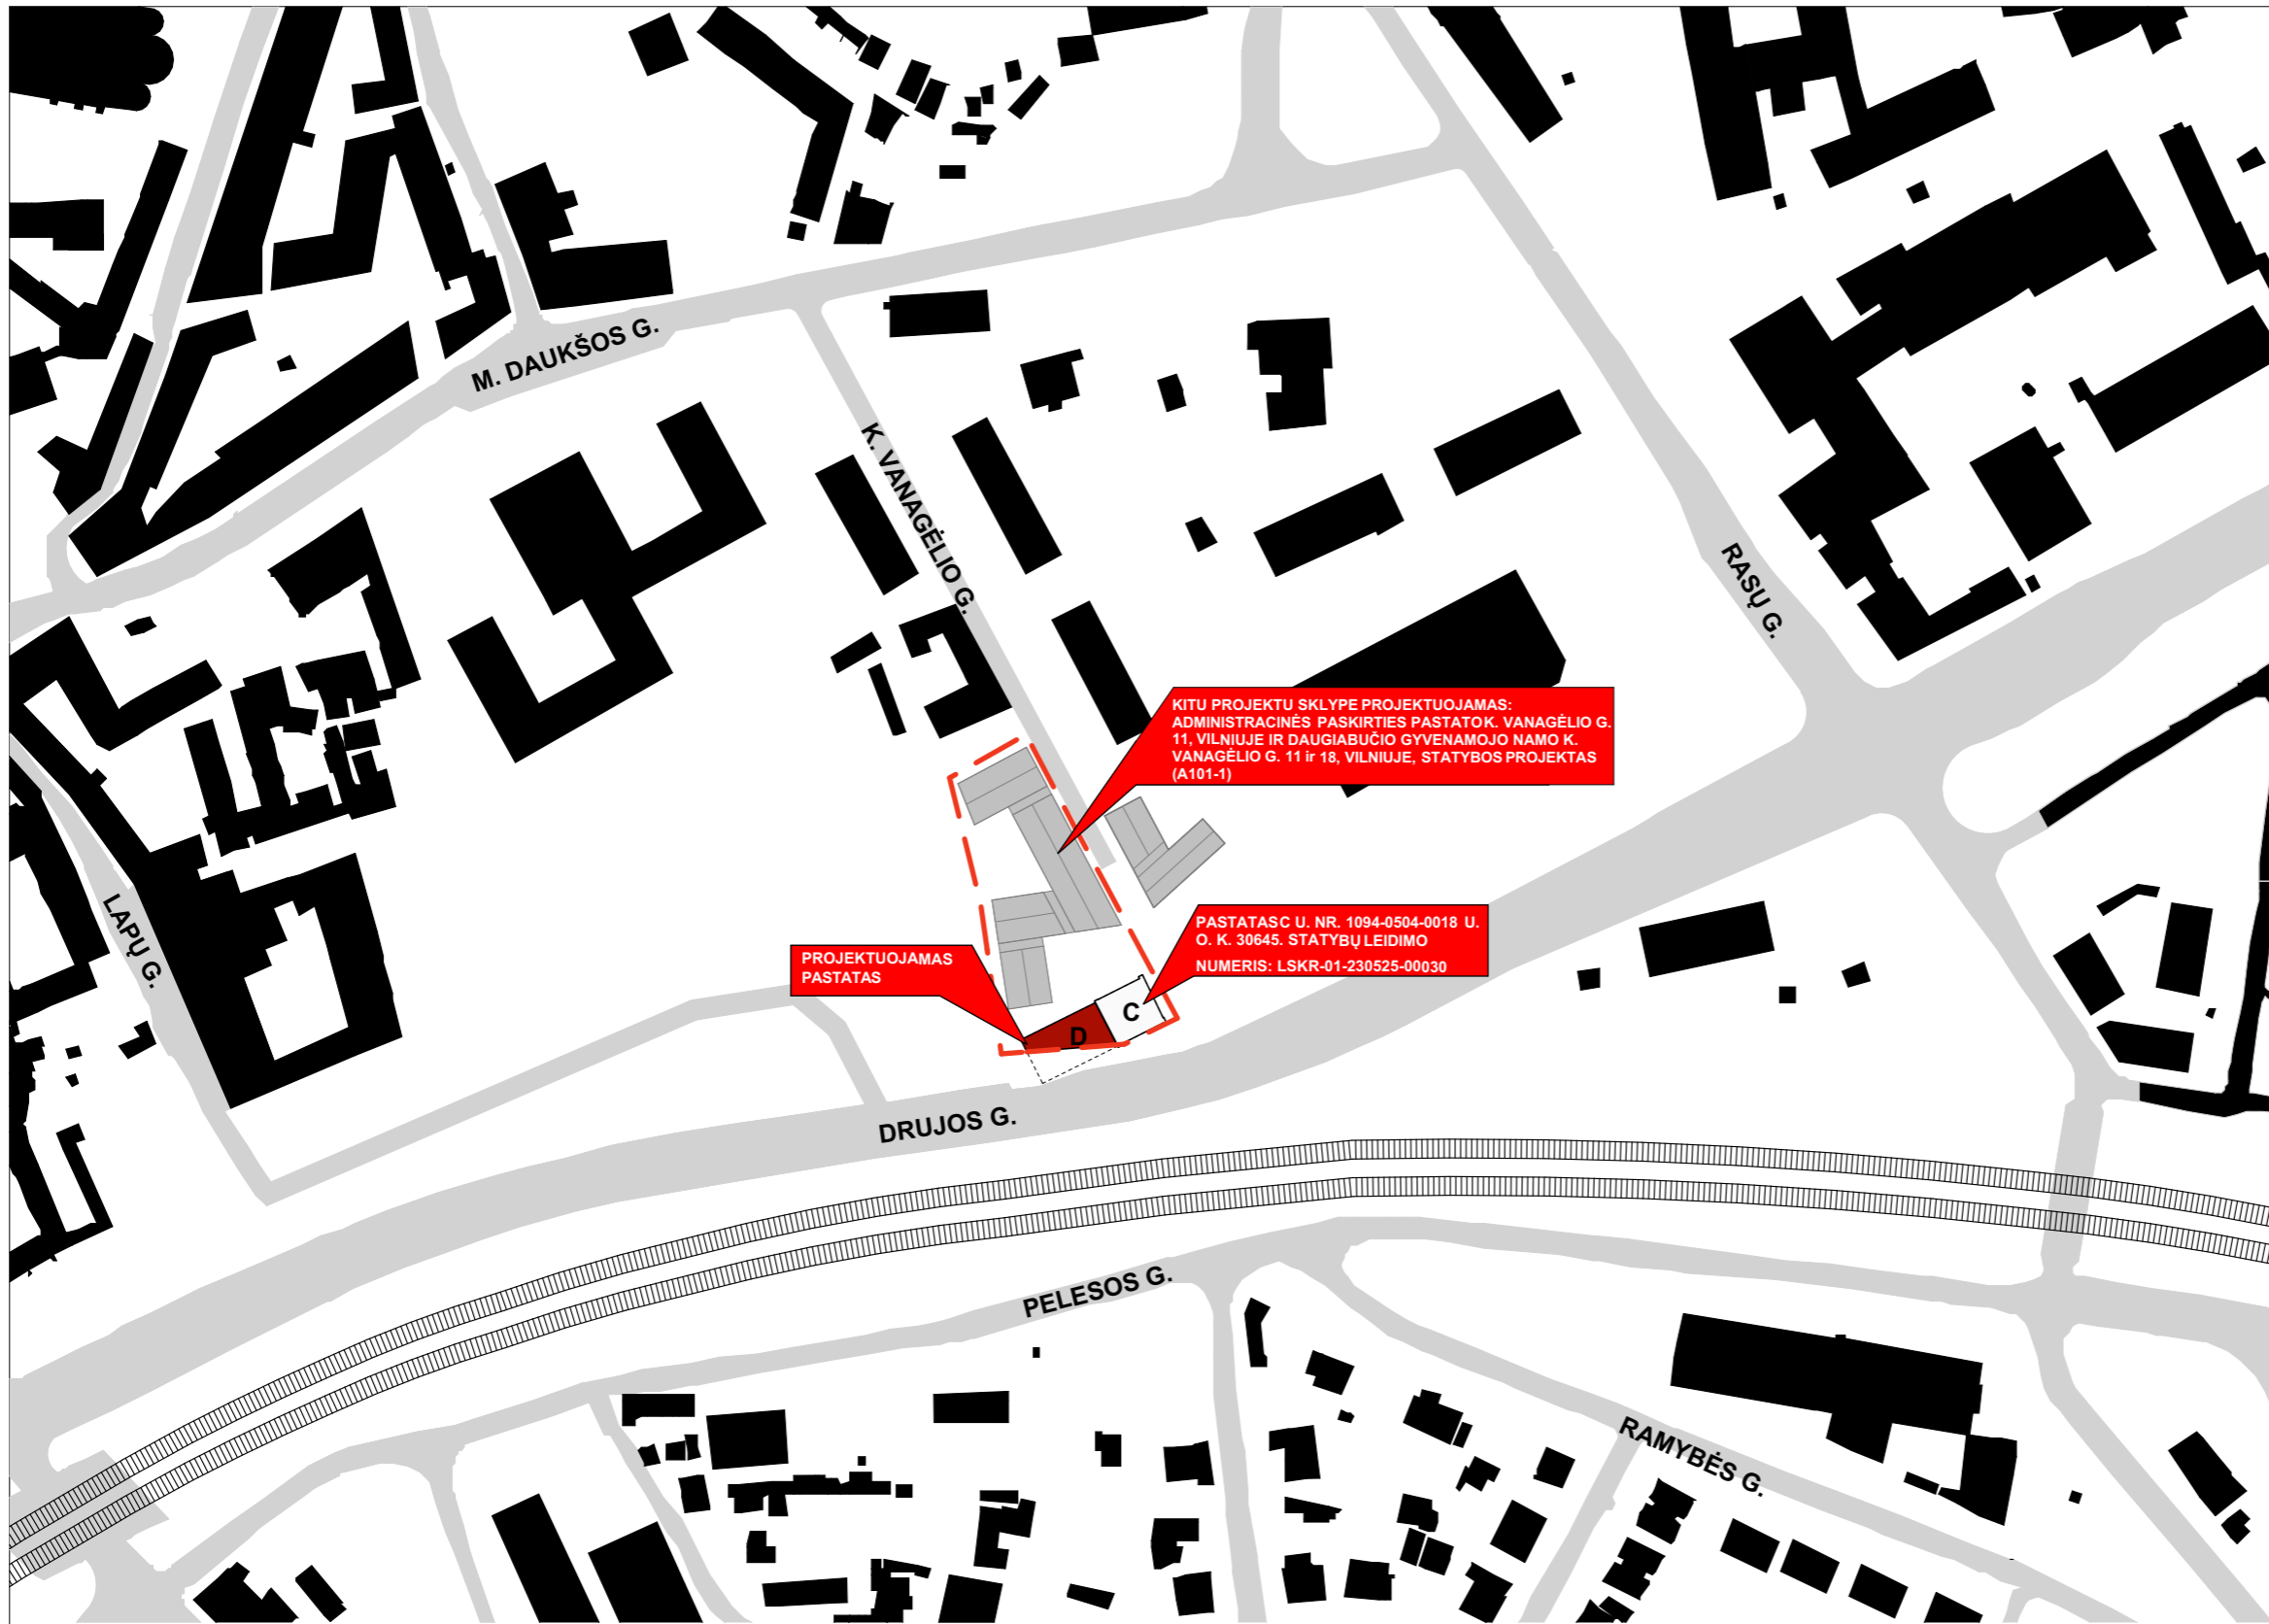 M. DAUKŠOS G.
K. VANAGĖLIO G.
RASŲ G.
KITU PROJEKTU SKLYPE PROJEKTUOJAMAS:
ADMINISTRACINĖS PASKIRTIES PASTATO K. VANAGĖLIO G.
11, VILNIUJE IR DAUGIABUČIO GYVENAMOJO NAMO K.
VANAGĖLIO G. 11 ir 18, VILNIUJE, STATYBOS PROJEKTAS
(A101-1)
LAPŲ G.
PASTATAS C U. NR. 1094-0504-0018 U.
O. K. 30645. STATYBŲ LEIDIMO
NUMERIS: LSKR-01-230525-00030
PROJEKTUOJAMAS
PASTATAS
C
D
DRUJOS G.
PELESOS G.
RAMYBĖS G.